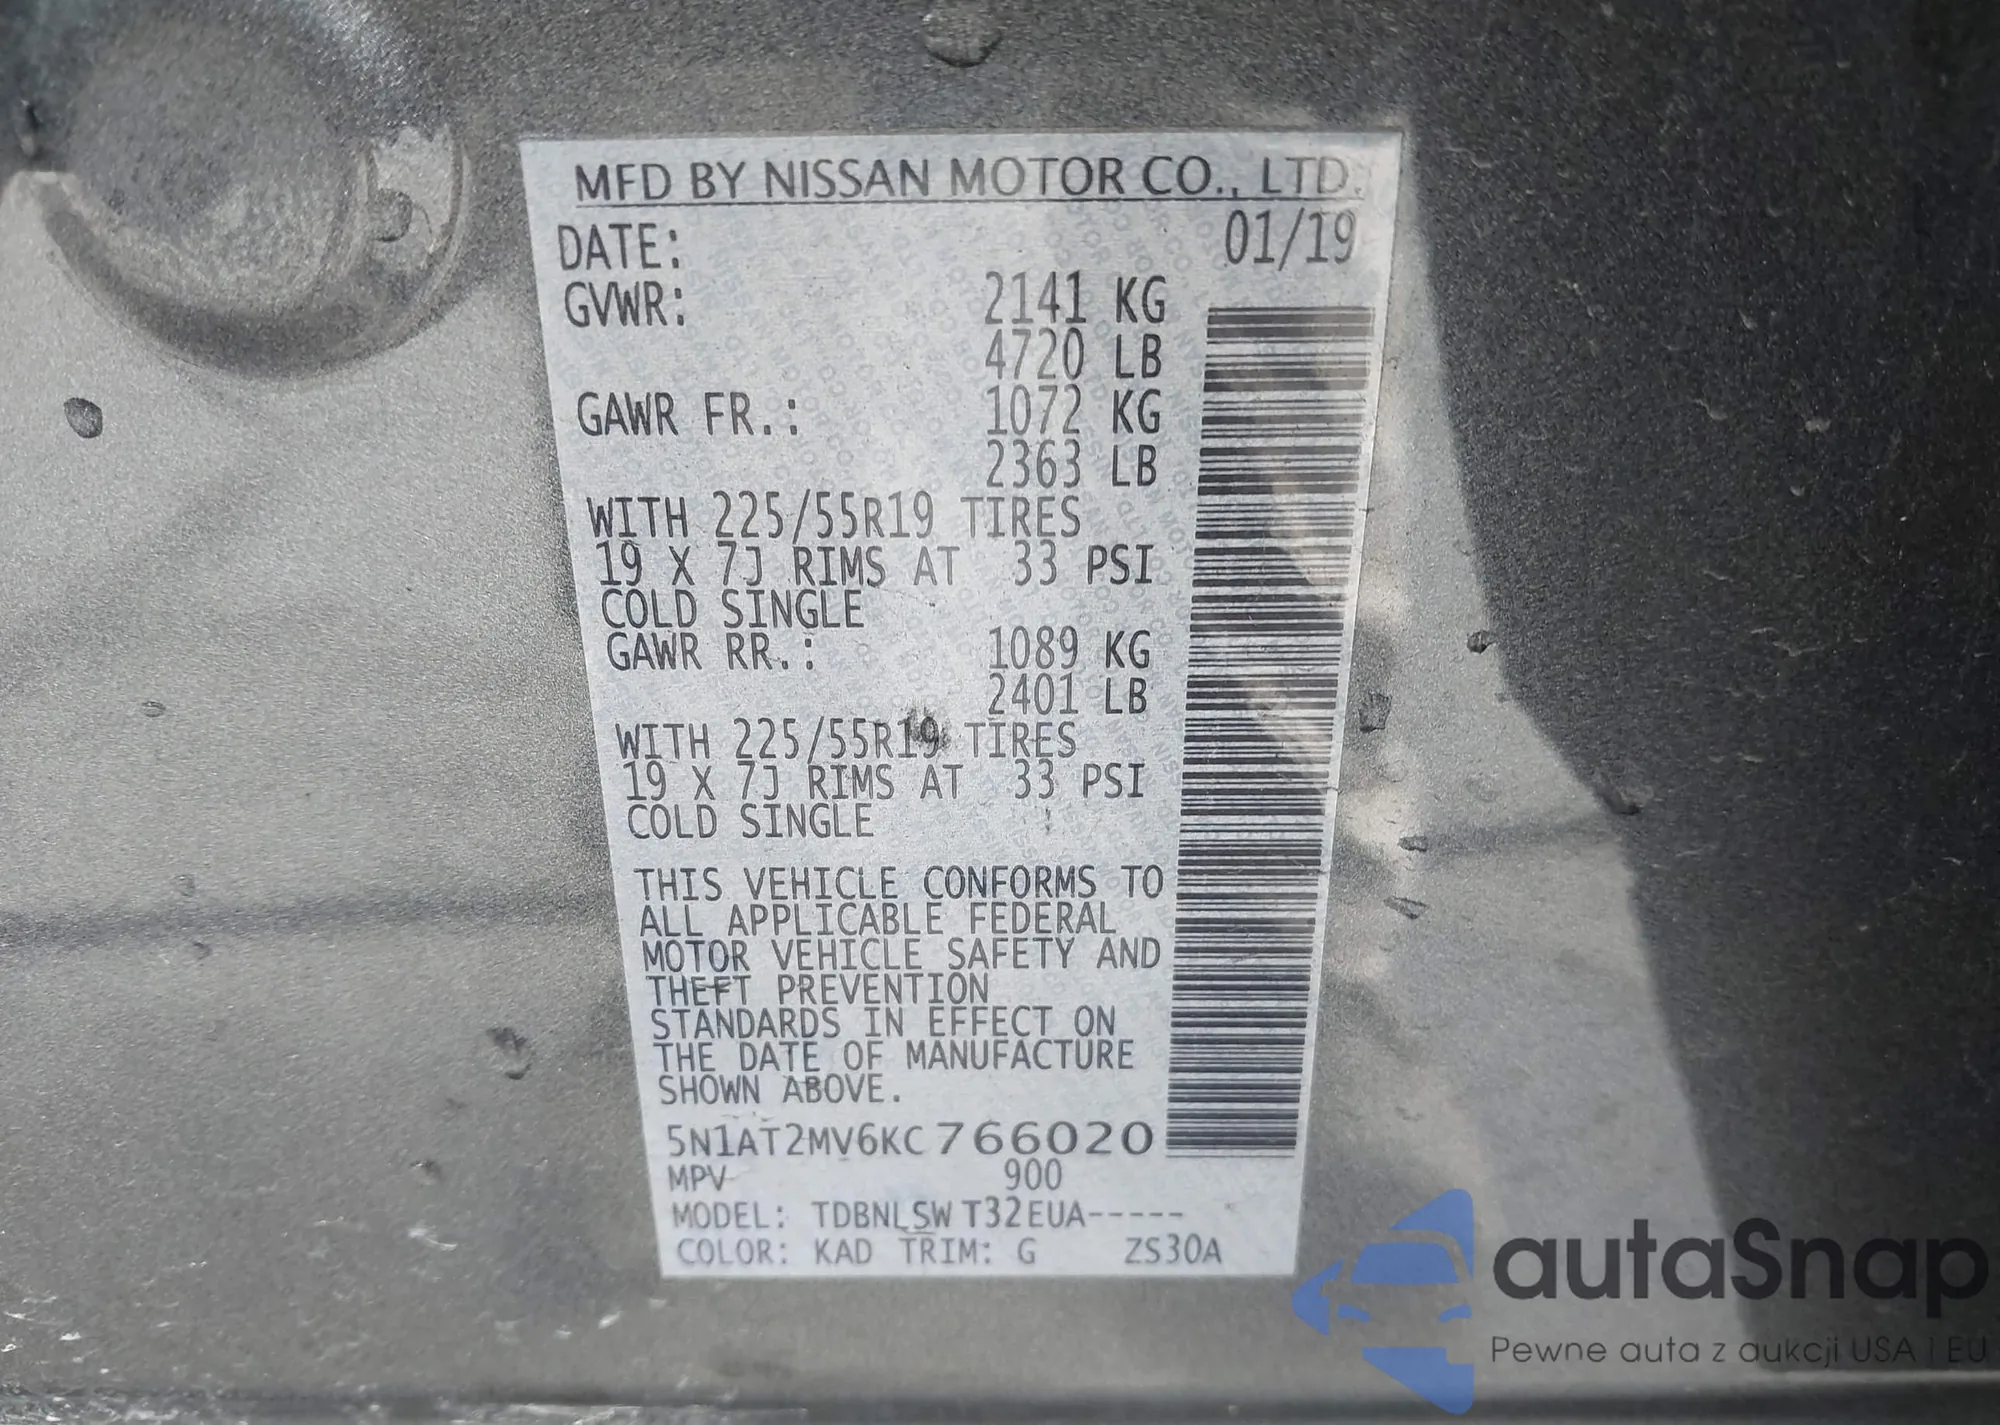 MFD BY NISSAN MOTOR CO., LTD.
DATE: 01/19
GVWR: 2141 KG
4720 LB
GAWR FR.: 1072 KG
2363 LB
WITH 225/55R19 TIRES
19 X 7J RIMS AT 33 PSI
COLD SINGLE
GAWR RR.: 1089 KG
2401 LB
WITH 225/55R19 TIRES
19 X 7J RIMS AT 33 PSI
COLD SINGLE
THIS VEHICLE CONFORMS TO
ALL APPLICABLE FEDERAL
MOTOR VEHICLE SAFETY AND
THEFT PREVENTION
STANDARDS IN EFFECT ON
THE DATE OF MANUFACTURE
SHOWN ABOVE.
5N1AT2MV6KC766020
MPV 900
MODEL: TDBNLSW T32EUA-----
COLOR: KAD TRIM: G ZS30A
autoSnap
Pewne auta z aukcji USA i EU